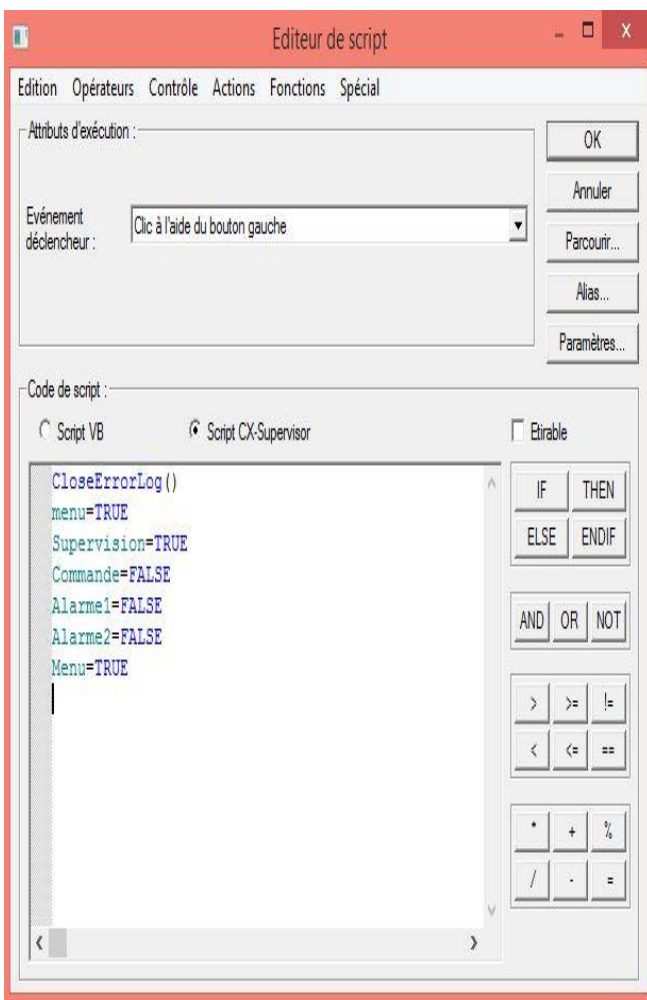 Editeur de script
Edition Opérateurs Contrôle Actions Fonctions Spécial
Attributs d'exécution :
Evénement
déclencheur :
Clic à l'aide du bouton gauche
OK
Annuler
Parcourir...
Alias...
Paramètres...
Code de script :
Script VB Script CX-Supervisor Etirable
CloseErrorLog()
menu=TRUE
Supervision=TRUE
Commande=FALSE
Alarme1=FALSE
Alarme2=FALSE
Menu=TRUE
IF THEN
ELSE ENDIF
AND OR NOT
> >= !=
< <= ==
* + %
/ - =